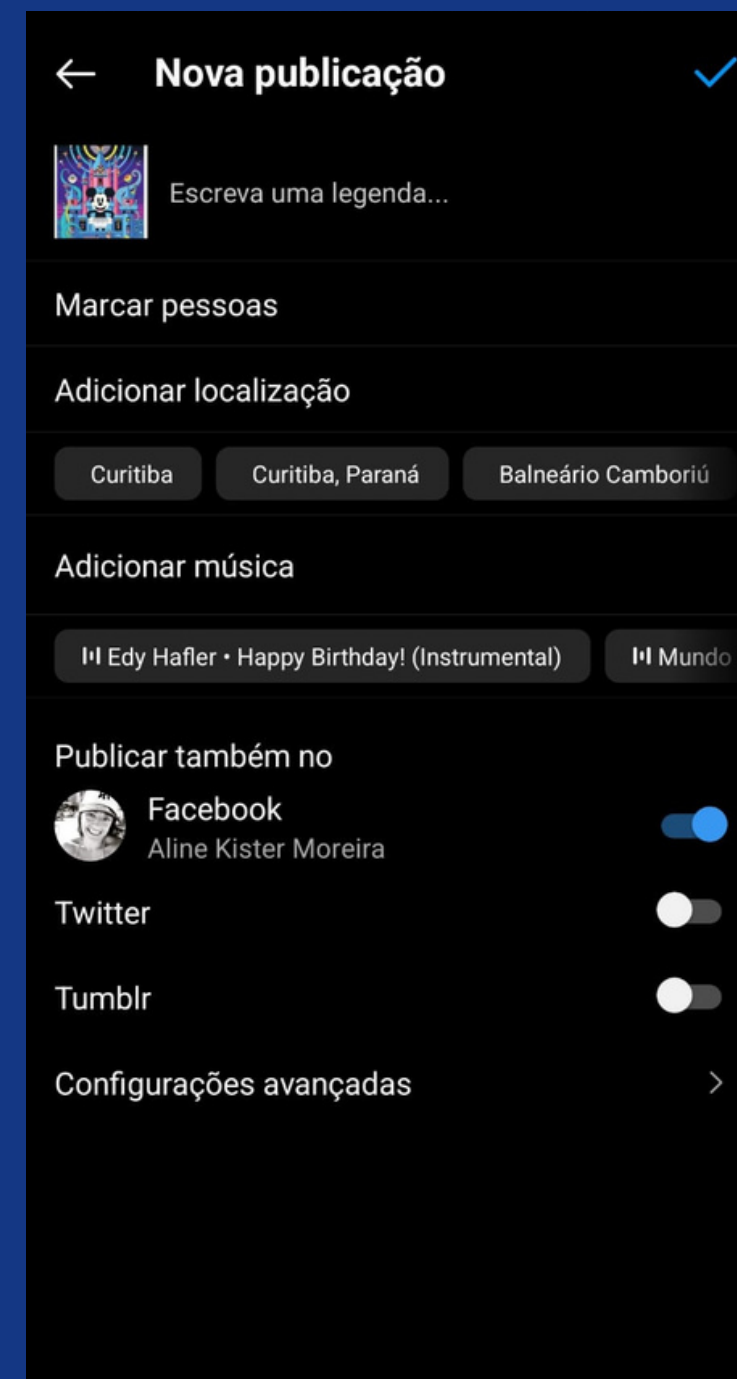 Nova publicação
Escreva uma legenda...
Marcar pessoas
Adicionar localização
Curitiba Curitiba, Paraná Balneário Camboriú
Adicionar música
Edy Hafler • Happy Birthday! (Instrumental) Mundo
Publicar também no
Facebook
Aline Kister Moreira
Twitter
Tumblr
Configurações avançadas